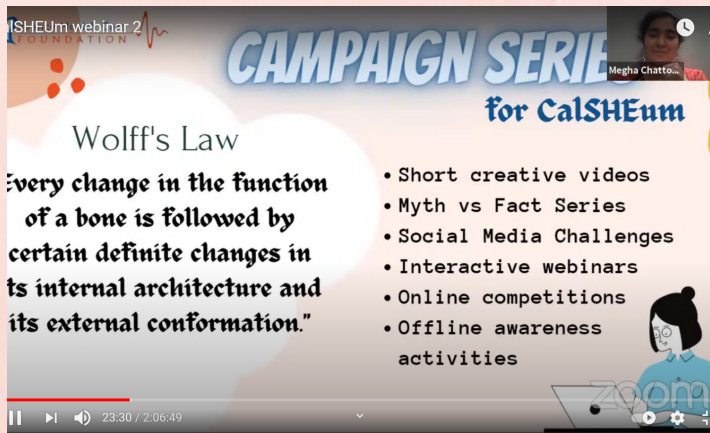 alSHEUm webinar 2
FOUNDATION
CAMPAIGN SERIE
Megha Chatto...
for CalSHEum
Wolff's Law
Every change in the function
of a bone is followed by
certain definite changes in
its internal architecture and
its external conformation."
• Short creative videos
• Myth vs Fact Series
• Social Media Challenges
• Interactive webinars
• Online competitions
• Offline awareness
activities
zoom
23:30 / 2:06:49